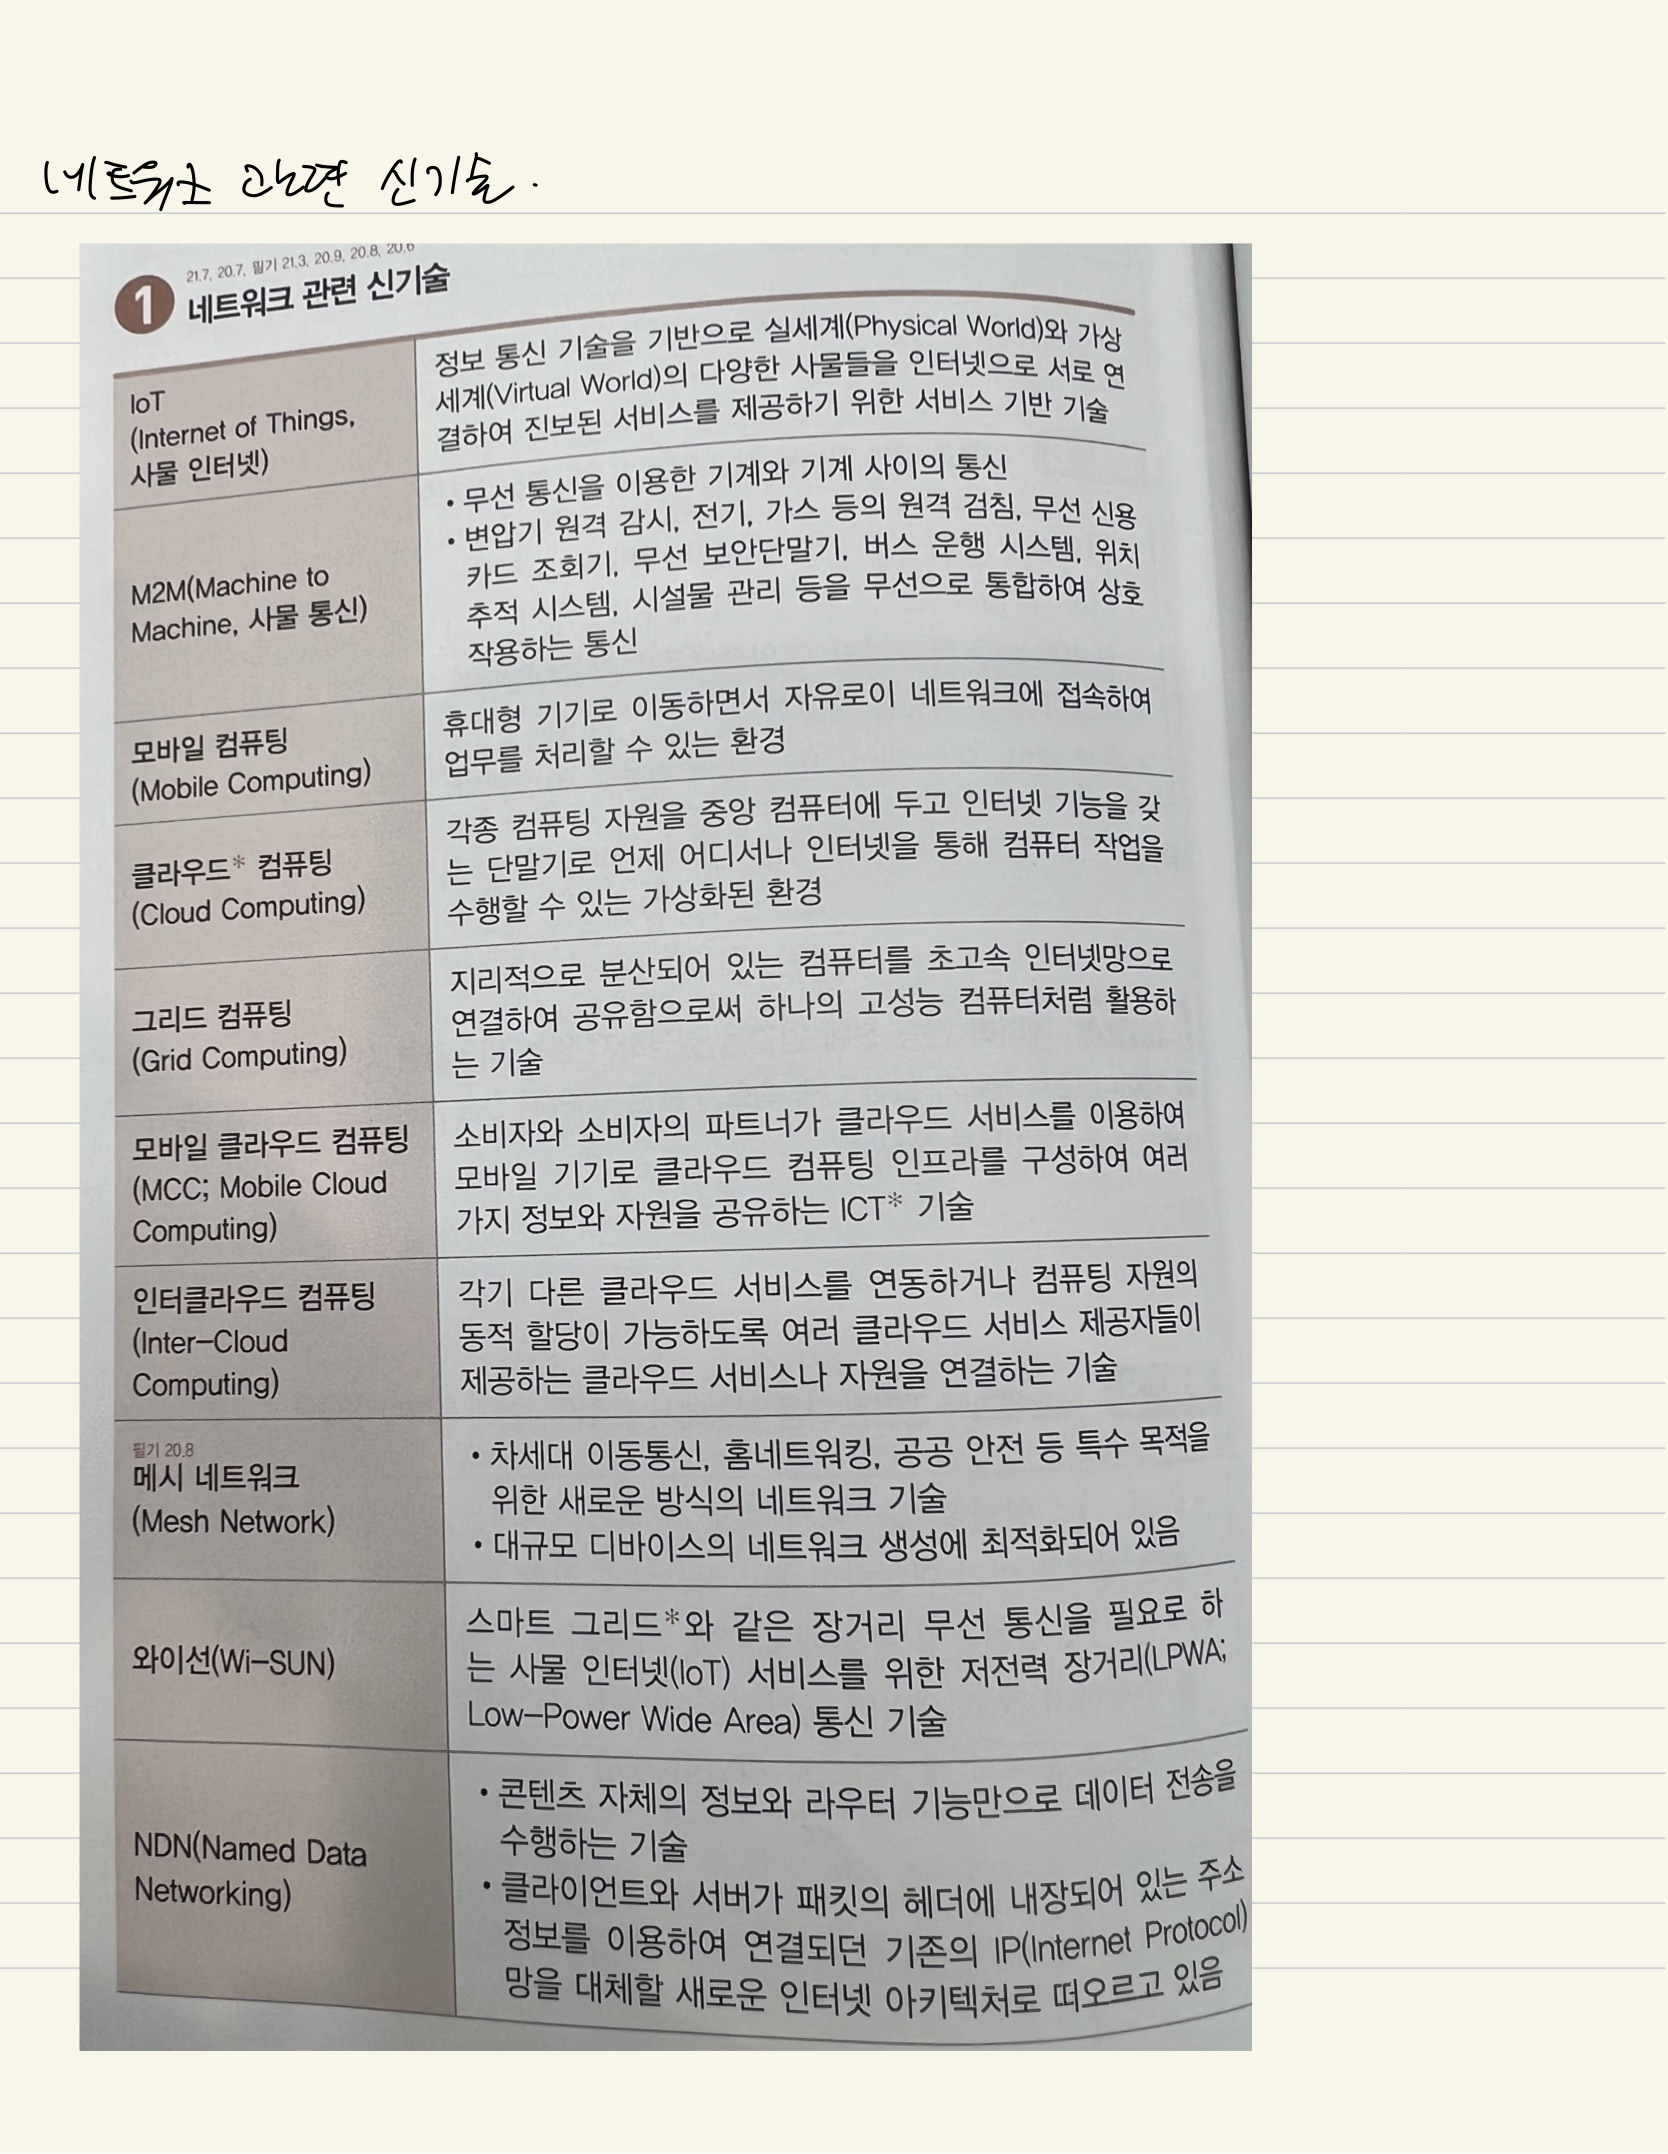 네트워크 관련 신기술.
21.7, 20.7, 필기 21.3, 20.9, 20.8, 20.6
1 네트워크 관련 신기술
IoT
(Internet of Things,
사물 인터넷)
정보 통신 기술을 기반으로 실세계(Physical World)와 가상
세계(Virtual World)의 다양한 사물들을 인터넷으로 서로 연
결하여 진보된 서비스를 제공하기 위한 서비스 기반 기술
M2M(Machine to
Machine, 사물 통신)
• 무선 통신을 이용한 기계와 기계 사이의 통신
• 변압기 원격 감시, 전기, 가스 등의 원격 검침, 무선 신용
카드 조회기, 무선 보안단말기, 버스 운행 시스템, 위치
추적 시스템, 시설물 관리 등을 무선으로 통합하여 상호
작용하는 통신
모바일 컴퓨팅
(Mobile Computing)
휴대형 기기로 이동하면서 자유로이 네트워크에 접속하여
업무를 처리할 수 있는 환경
클라우드* 컴퓨팅
(Cloud Computing)
각종 컴퓨팅 자원을 중앙 컴퓨터에 두고 인터넷 기능을 갖
는 단말기로 언제 어디서나 인터넷을 통해 컴퓨터 작업을
수행할 수 있는 가상화된 환경
그리드 컴퓨팅
(Grid Computing)
지리적으로 분산되어 있는 컴퓨터를 초고속 인터넷망으로
연결하여 공유함으로써 하나의 고성능 컴퓨터처럼 활용하
는 기술
모바일 클라우드 컴퓨팅
(MCC; Mobile Cloud
Computing)
소비자와 소비자의 파트너가 클라우드 서비스를 이용하여
모바일 기기로 클라우드 컴퓨팅 인프라를 구성하여 여러
가지 정보와 자원을 공유하는 ICT* 기술
인터클라우드 컴퓨팅
(Inter-Cloud
Computing)
각기 다른 클라우드 서비스를 연동하거나 컴퓨팅 자원의
동적 할당이 가능하도록 여러 클라우드 서비스 제공자들이
제공하는 클라우드 서비스나 자원을 연결하는 기술
필기 20.8
메시 네트워크
(Mesh Network)
• 차세대 이동통신, 홈네트워킹, 공공 안전 등 특수 목적을
위한 새로운 방식의 네트워크 기술
• 대규모 디바이스의 네트워크 생성에 최적화되어 있음
와이선(Wi-SUN)
스마트 그리드*와 같은 장거리 무선 통신을 필요로 하
는 사물 인터넷(IoT) 서비스를 위한 저전력 장거리(LPWA;
Low-Power Wide Area) 통신 기술
NDN(Named Data
Networking)
• 콘텐츠 자체의 정보와 라우터 기능만으로 데이터 전송을
수행하는 기술
• 클라이언트와 서버가 패킷의 헤더에 내장되어 있는 주소
정보를 이용하여 연결되던 기존의 IP(Internet Protocol)
망을 대체할 새로운 인터넷 아키텍처로 떠오르고 있음